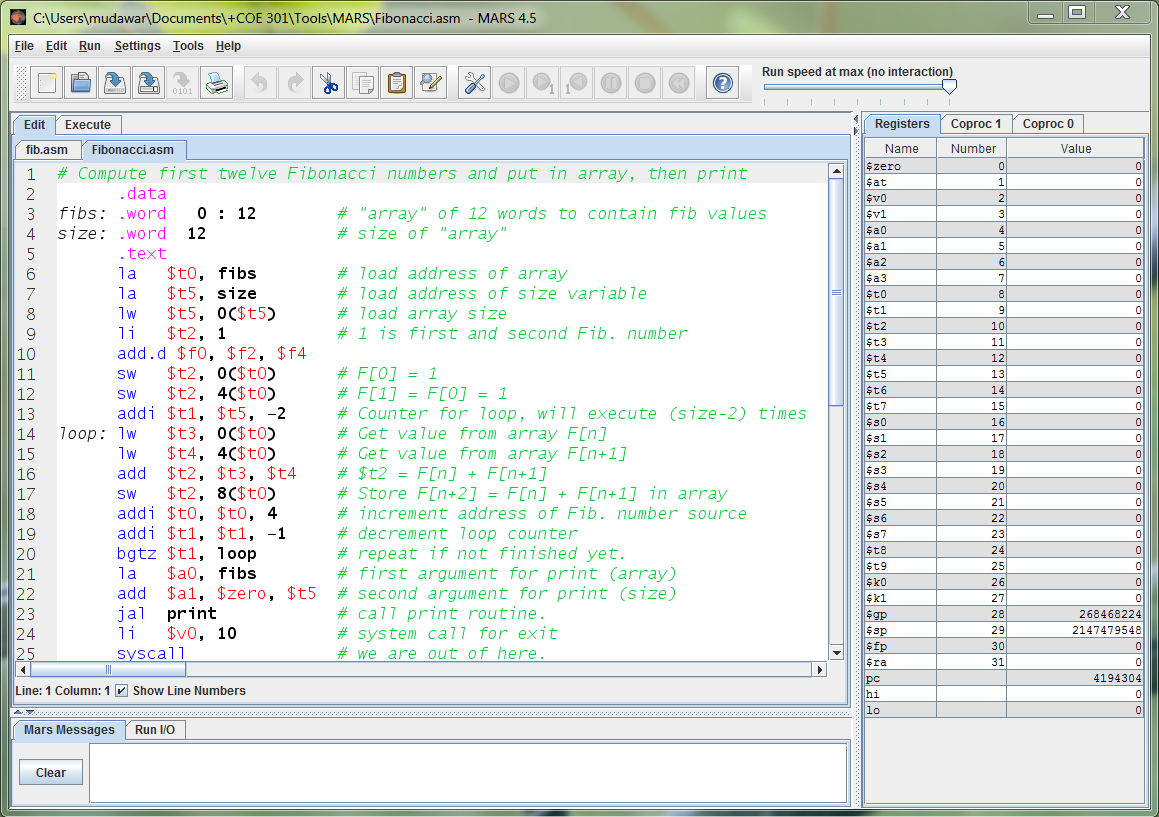 C:\Users\mudawar\Documents\+COE 301\Tools\MARS\Fibonacci.asm - MARS 4.5
File Edit Run Settings Tools Help
Run speed at max (no interaction)
Edit Execute
fib.asm Fibonacci.asm
1 # Compute first twelve Fibonacci numbers and put in array, then print
2 .data
3 fibs: .word 0 : 12 # "array" of 12 words to contain fib values
4 size: .word 12 # size of "array"
5 .text
6 la $t0, fibs # load address of array
7 la $t5, size # load address of size variable
8 lw $t5, 0($t5) # load array size
9 li $t2, 1 # 1 is first and second Fib. number
10 add.d $f0, $f2, $f4
11 sw $t2, 0($t0) # F[0] = 1
12 sw $t2, 4($t0) # F[1] = F[0] = 1
13 addi $t1, $t5, -2 # Counter for loop, will execute (size-2) times
14 loop: lw $t3, 0($t0) # Get value from array F[n]
15 lw $t4, 4($t0) # Get value from array F[n+1]
16 add $t2, $t3, $t4 # $t2 = F[n] + F[n+1]
17 sw $t2, 8($t0) # Store F[n+2] = F[n] + F[n+1] in array
18 addi $t0, $t0, 4 # increment address of Fib. number source
19 addi $t1, $t1, -1 # decrement loop counter
20 bgtz $t1, loop # repeat if not finished yet.
21 la $a0, fibs # first argument for print (array)
22 add $a1, $zero, $t5 # second argument for print (size)
23 jal print # call print routine.
24 li $v0, 10 # system call for exit
25 syscall # we are out of here.
Line: 1 Column: 1 Show Line Numbers
Mars Messages Run I/O
Clear
Registers Coproc 1 Coproc 0
Name Number Value
$zero 0 0
$at 1 0
$v0 2 0
$v1 3 0
$a0 4 0
$a1 5 0
$a2 6 0
$a3 7 0
$t0 8 0
$t1 9 0
$t2 10 0
$t3 11 0
$t4 12 0
$t5 13 0
$t6 14 0
$t7 15 0
$s0 16 0
$s1 17 0
$s2 18 0
$s3 19 0
$s4 20 0
$s5 21 0
$s6 22 0
$s7 23 0
$t8 24 0
$t9 25 0
$k0 26 0
$k1 27 0
$gp 28 268468224
$sp 29 2147479548
$fp 30 0
$ra 31 0
pc 4194304
hi 0
lo 0